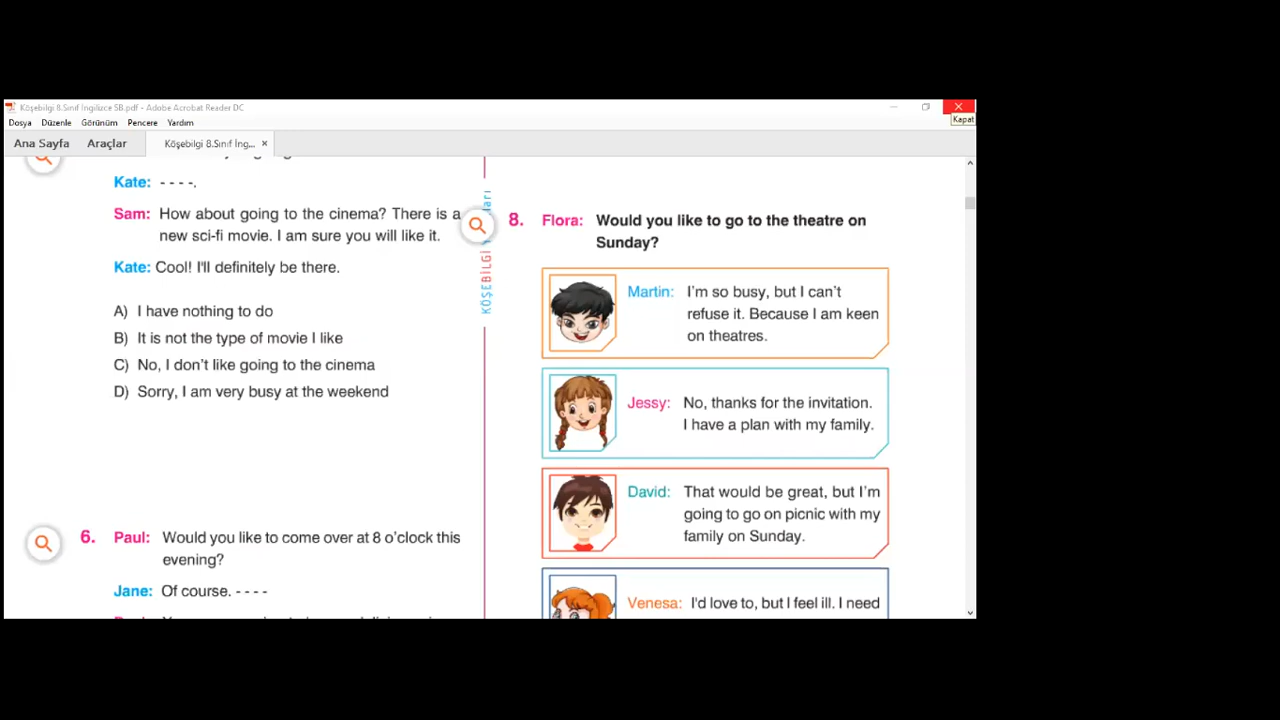 Köşebilgi 8.Sınıf İngilizce SB.pdf - Adobe Acrobat Reader DC
Dosya Düzenle Görünüm Pencere Yardım
Kapat
Ana Sayfa Araçlar Köşebilgi 8.Sınıf İng... ×
Kate: - - - -.
Sam: How about going to the cinema? There is a
new sci-fi movie. I am sure you will like it.
Kate: Cool! I'll definitely be there.
A) I have nothing to do
B) It is not the type of movie I like
C) No, I don't like going to the cinema
D) Sorry, I am very busy at the weekend
6. Paul: Would you like to come over at 8 o'clock this
evening?
Jane: Of course. - - - -
KÖŞEBİLGİ
8. Flora: Would you like to go to the theatre on
Sunday?
Martin: I'm so busy, but I can't
refuse it. Because I am keen
on theatres.
Jessy: No, thanks for the invitation.
I have a plan with my family.
David: That would be great, but I'm
going to go on picnic with my
family on Sunday.
Venesa: I'd love to, but I feel ill. I need